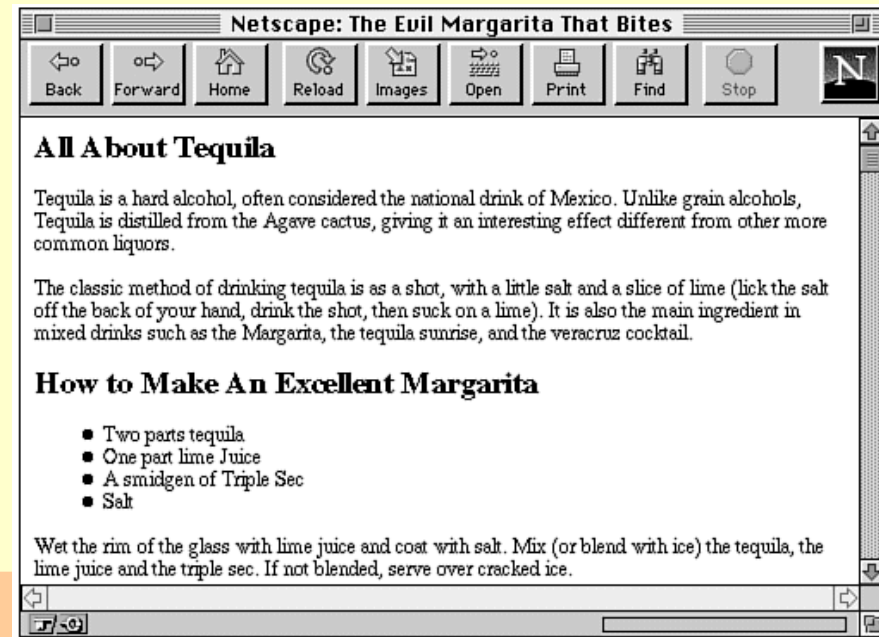 Netscape: The Evil Margarita That Bites
Back Forward Home Reload Images Open Print Find Stop N
All About Tequila
Tequila is a hard alcohol, often considered the national drink of Mexico. Unlike grain alcohols,
Tequila is distilled from the Agave cactus, giving it an interesting effect different from other more
common liquors.
The classic method of drinking tequila is as a shot, with a little salt and a slice of lime (lick the salt
off the back of your hand, drink the shot, then suck on a lime). It is also the main ingredient in
mixed drinks such as the Margarita, the tequila sunrise, and the veracruz cocktail.
How to Make An Excellent Margarita
● Two parts tequila
● One part lime Juice
● A smidgen of Triple Sec
● Salt
Wet the rim of the glass with lime juice and coat with salt. Mix (or blend with ice) the tequila, the
lime juice and the triple sec. If not blended, serve over cracked ice.